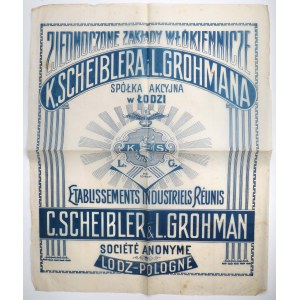 ZJEDNOCZONE ZAKŁADY WŁÓKIENNICZE
K. SCHEIBLERA i L. GROHMANA
SPÓŁKA AKCYJNA
w ŁODZI
K S
L. G.
ETABLISSEMENTS INDUSTRIELS RÉUNIS
C. SCHEIBLER & L. GROHMAN
SOCIÉTÉ ANONYME
LODZ-POLOGNE